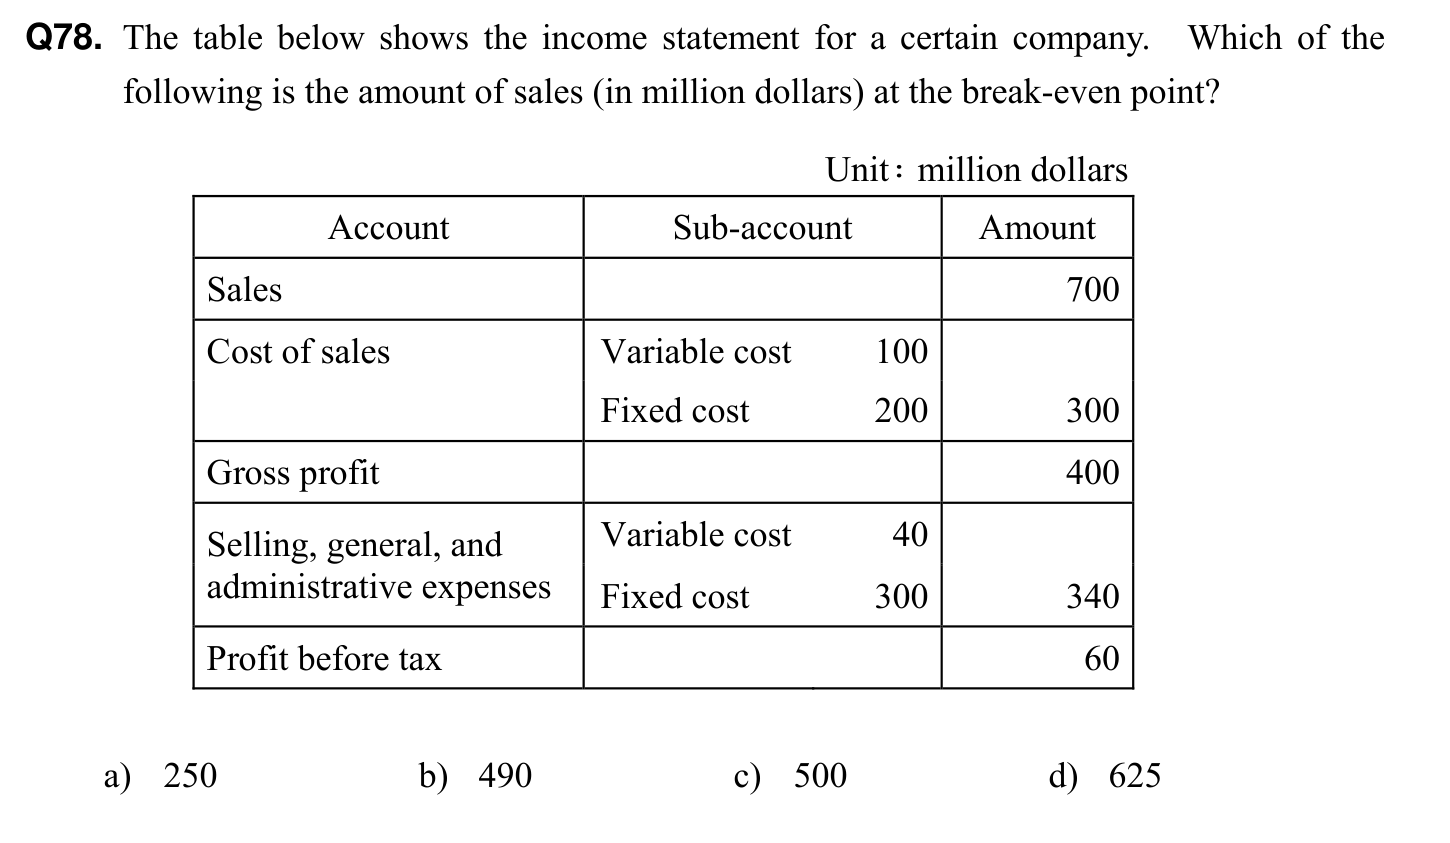 Q78. The table below shows the income statement for a certain company. Which of the
following is the amount of sales (in million dollars) at the break-even point?
Unit: million dollars
Account Sub-account Amount
Sales 700
Cost of sales Variable cost 100
Fixed cost 200 300
Gross profit 400
Selling, general, and
administrative expenses
Variable cost 40
Fixed cost 300 340
Profit before tax 60
a) 250 b) 490 c) 500 d) 625